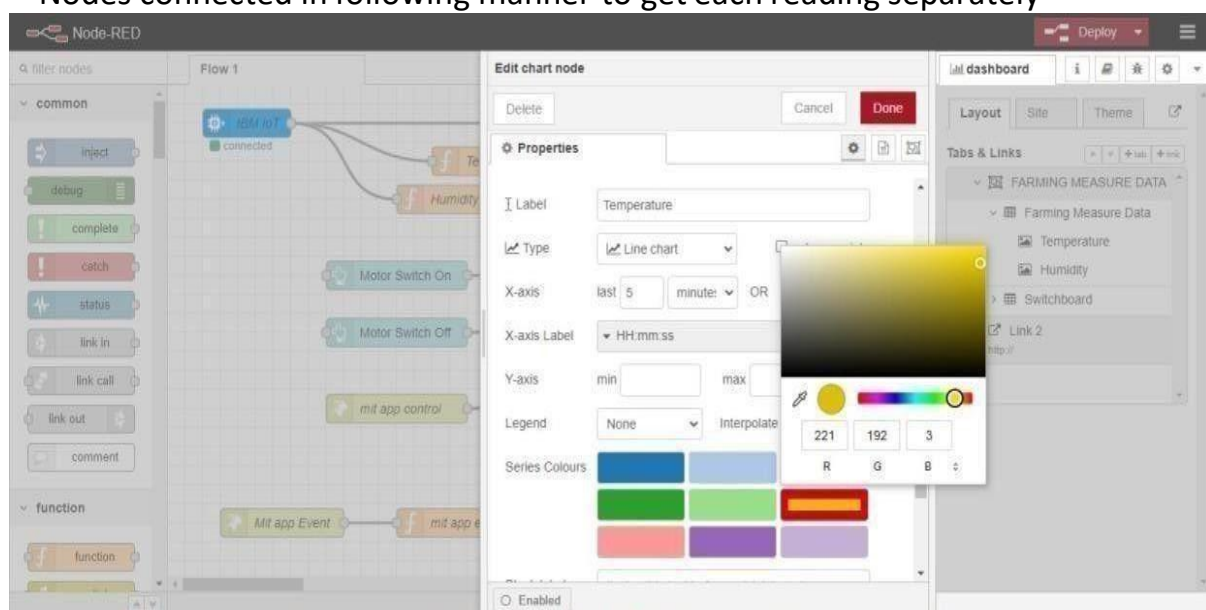 Nodes connected in following manner to get each reading separately
Node-RED
Deploy
filter nodes
Flow 1
Edit chart node
dashboard
common
Delete
Cancel
Done
Layout
Site
Theme
inject
IBM IoT
connected
Te
Properties
Tabs & Links
+tab
+link
debug
Humidity
Label
Temperature
FARMING MEASURE DATA
complete
Farming Measure Data
Type
Line chart
Temperature
catch
Motor Switch On
Humidity
X-axis
last 5
minute:
OR
status
Switchboard
link in
Motor Switch Off
X-axis Label
HH:mm:ss
Link 2
http://
link call
Y-axis
min
max
mit app control
link out
Legend
None
Interpolate
221 192 3
comment
R G B
Series Colours
function
Mit app Event
mit app e
function
Enabled